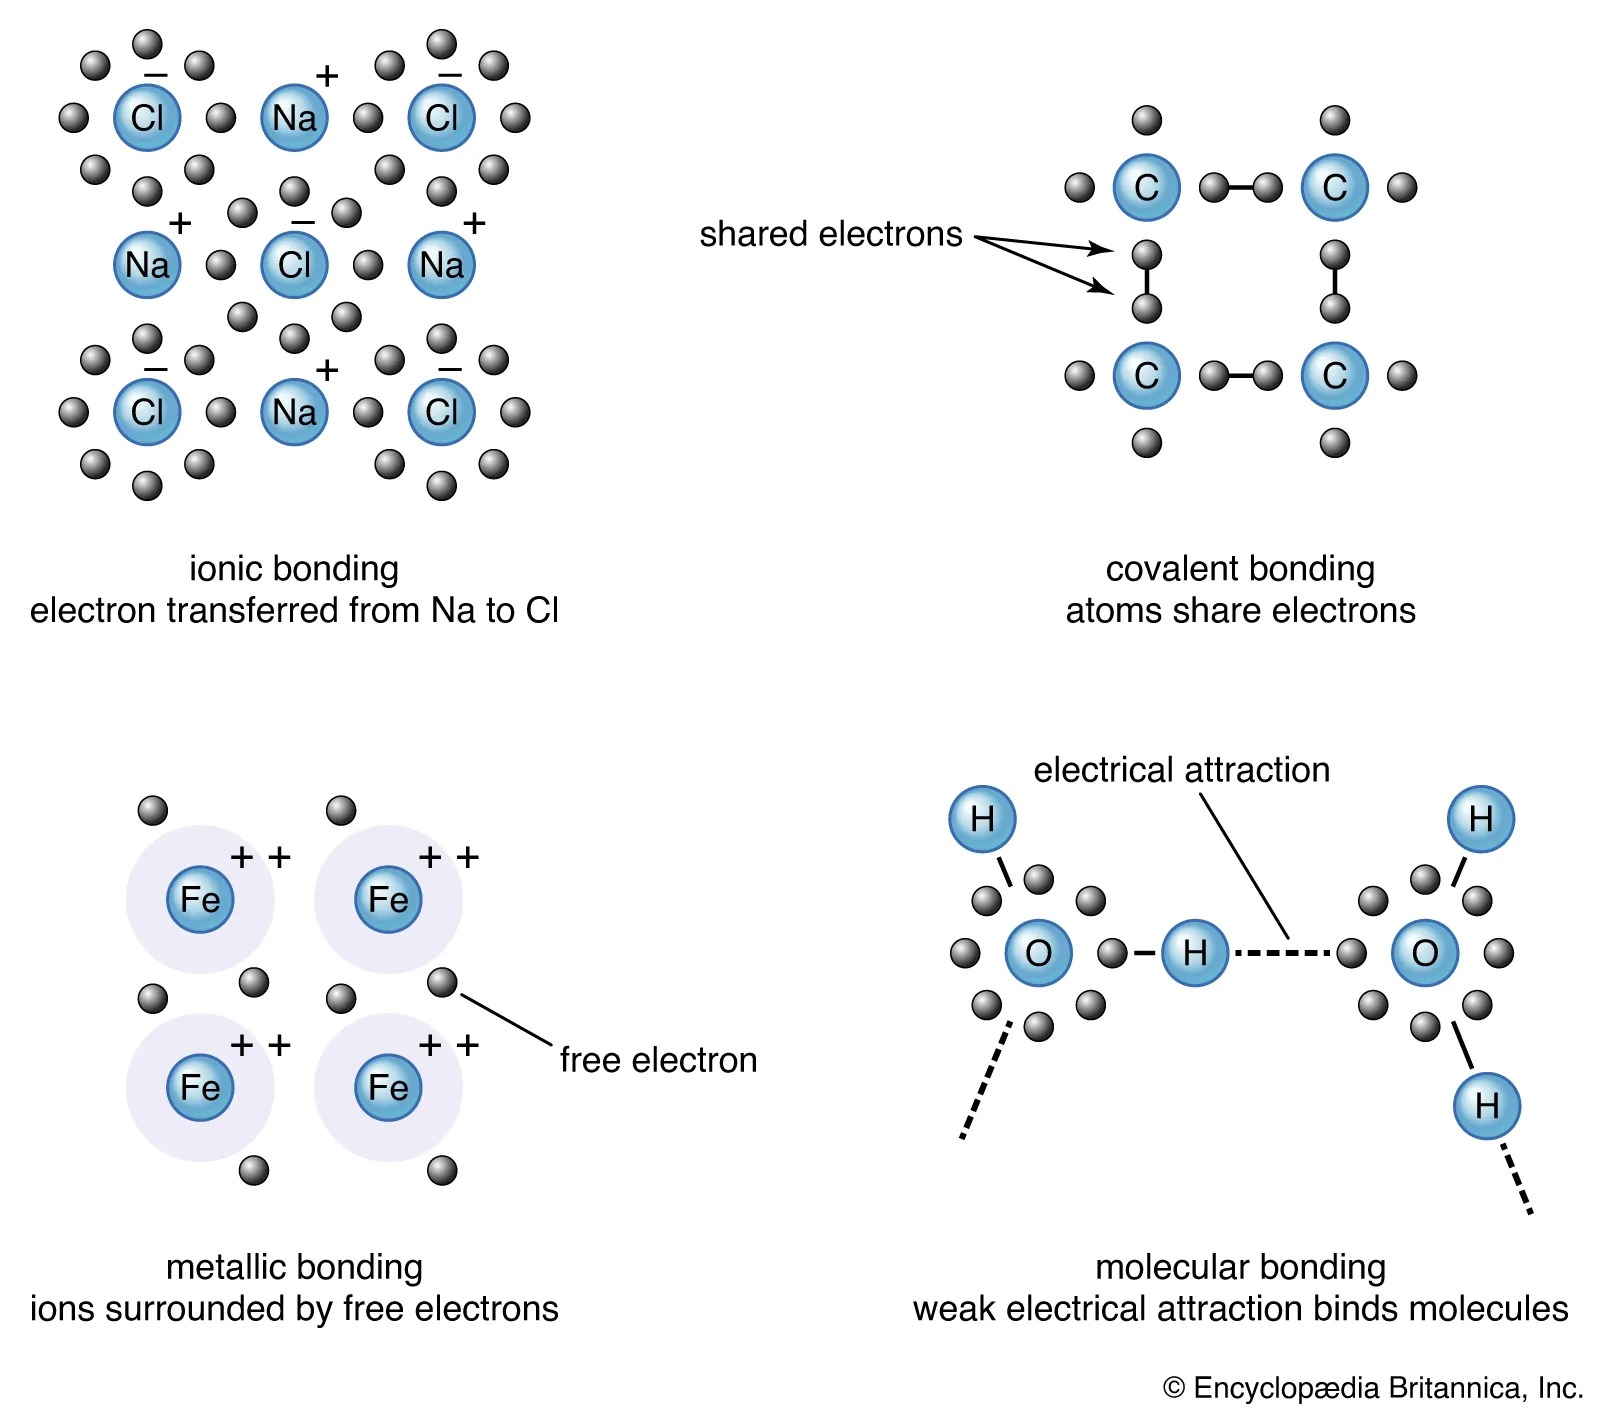 Cl − Na + Cl −
Na + Cl − Na +
Cl − Na + Cl −
ionic bonding
electron transferred from Na to Cl
C C
shared electrons
C C
covalent bonding
atoms share electrons
Fe + + Fe + +
Fe + + Fe + +
free electron
metallic bonding
ions surrounded by free electrons
electrical attraction
H H
O H O
H
molecular bonding
weak electrical attraction binds molecules
© Encyclopædia Britannica, Inc.